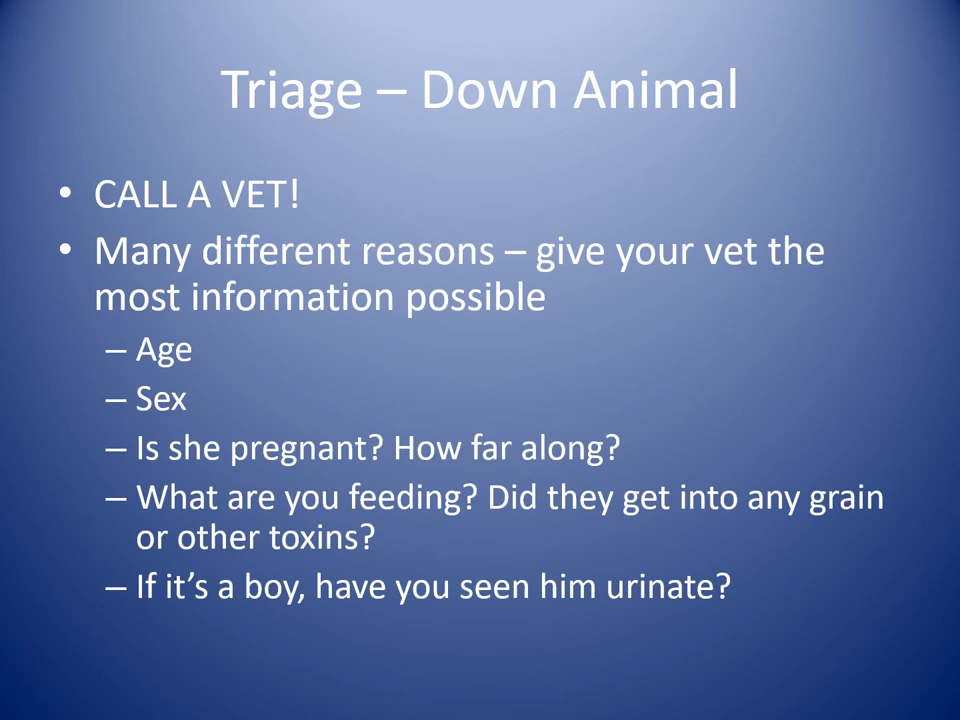 Triage – Down Animal
• CALL A VET!
• Many different reasons – give your vet the
most information possible
– Age
– Sex
– Is she pregnant? How far along?
– What are you feeding? Did they get into any grain
or other toxins?
– If it’s a boy, have you seen him urinate?